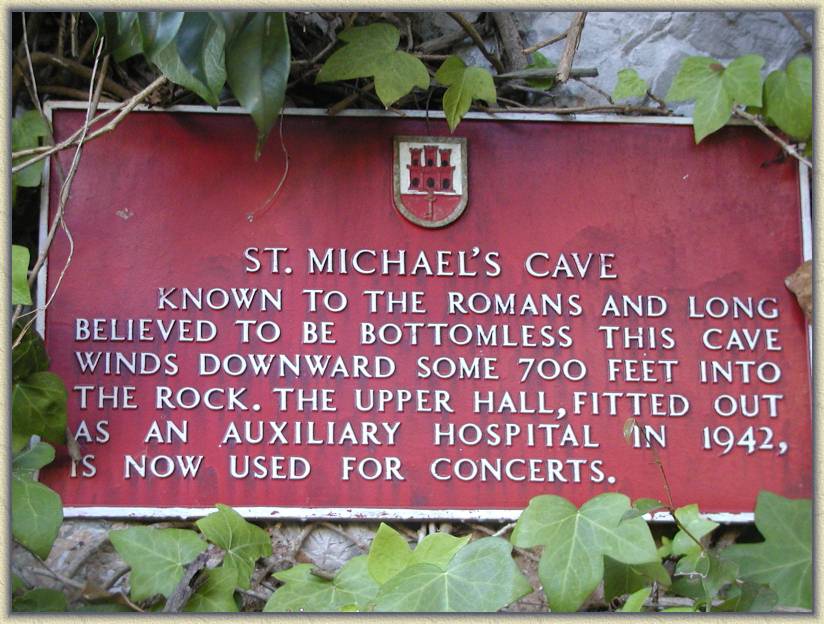 ST. MICHAEL'S CAVE
KNOWN TO THE ROMANS AND LONG
BELIEVED TO BE BOTTOMLESS THIS CAVE
WINDS DOWNWARD SOME 700 FEET INTO
THE ROCK. THE UPPER HALL, FITTED OUT
AS AN AUXILIARY HOSPITAL IN 1942,
IS NOW USED FOR CONCERTS.